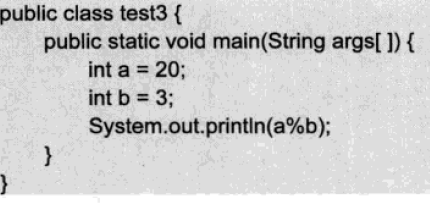 public class test3 {
public static void main(String args[ ]) {
int a = 20;
int b = 3;
System.out.println(a%b);
}
}